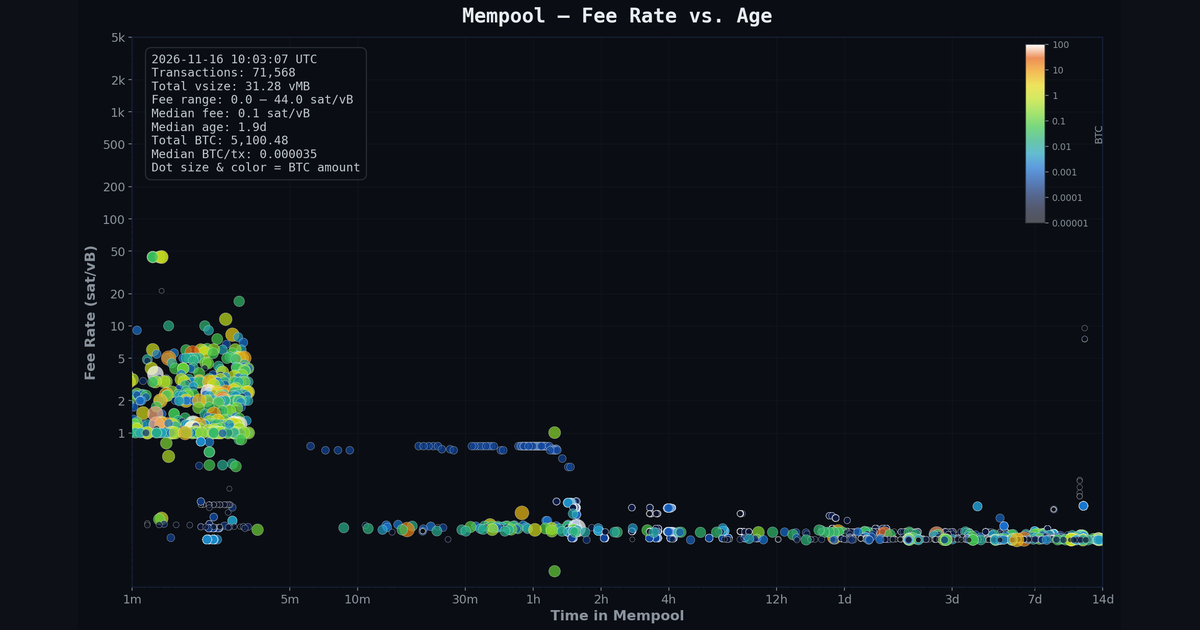 Mempool — Fee Rate vs. Age
2026-11-16 10:03:07 UTC
Transactions: 71,568
Total vsize: 31.28 vMB
Fee range: 0.0 — 44.0 sat/vB
Median fee: 0.1 sat/vB
Median age: 1.9d
Total BTC: 5,100.48
Median BTC/tx: 0.000035
Dot size & color = BTC amount
100
10
1
0.1
0.01
0.001
0.0001
0.00001
BTC
Fee Rate (sat/vB)
5k
2k
1k
500
200
100
50
20
10
5
2
1
1m
5m
10m
30m
1h
2h
4h
12h
1d
3d
7d
14d
Time in Mempool